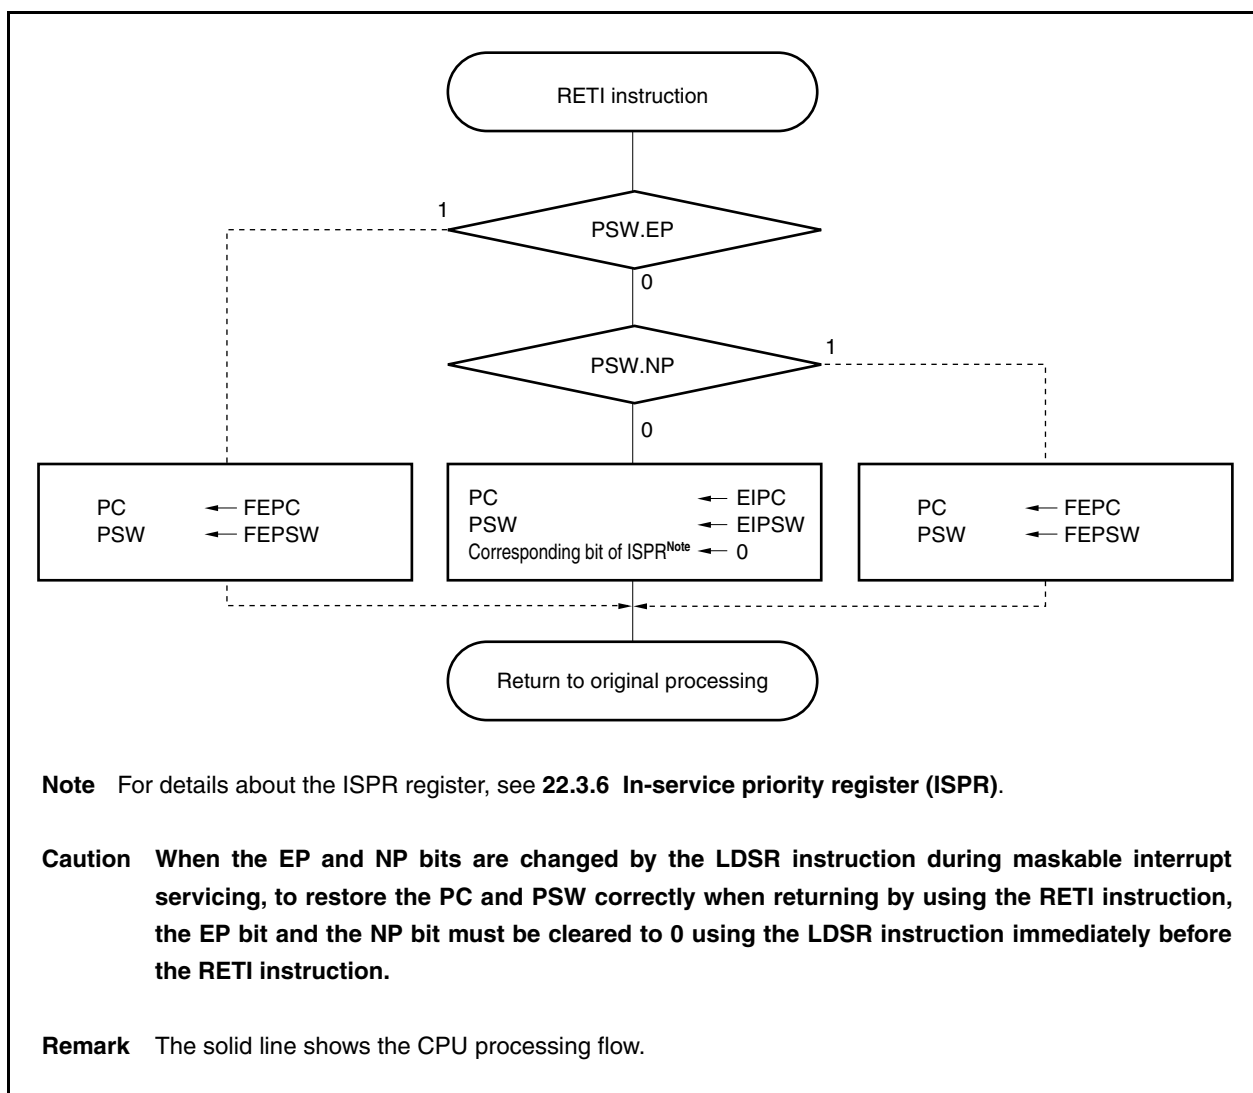 RETI instruction
1
PSW.EP
0
PSW.NP
1
0
PC ← FEPC
PSW ← FEPSW
PC ← EIPC
PSW ← EIPSW
Corresponding bit of ISPRNote ← 0
PC ← FEPC
PSW ← FEPSW
Return to original processing
Note For details about the ISPR register, see 22.3.6 In-service priority register (ISPR).
Caution When the EP and NP bits are changed by the LDSR instruction during maskable interrupt
servicing, to restore the PC and PSW correctly when returning by using the RETI instruction,
the EP bit and the NP bit must be cleared to 0 using the LDSR instruction immediately before
the RETI instruction.
Remark The solid line shows the CPU processing flow.